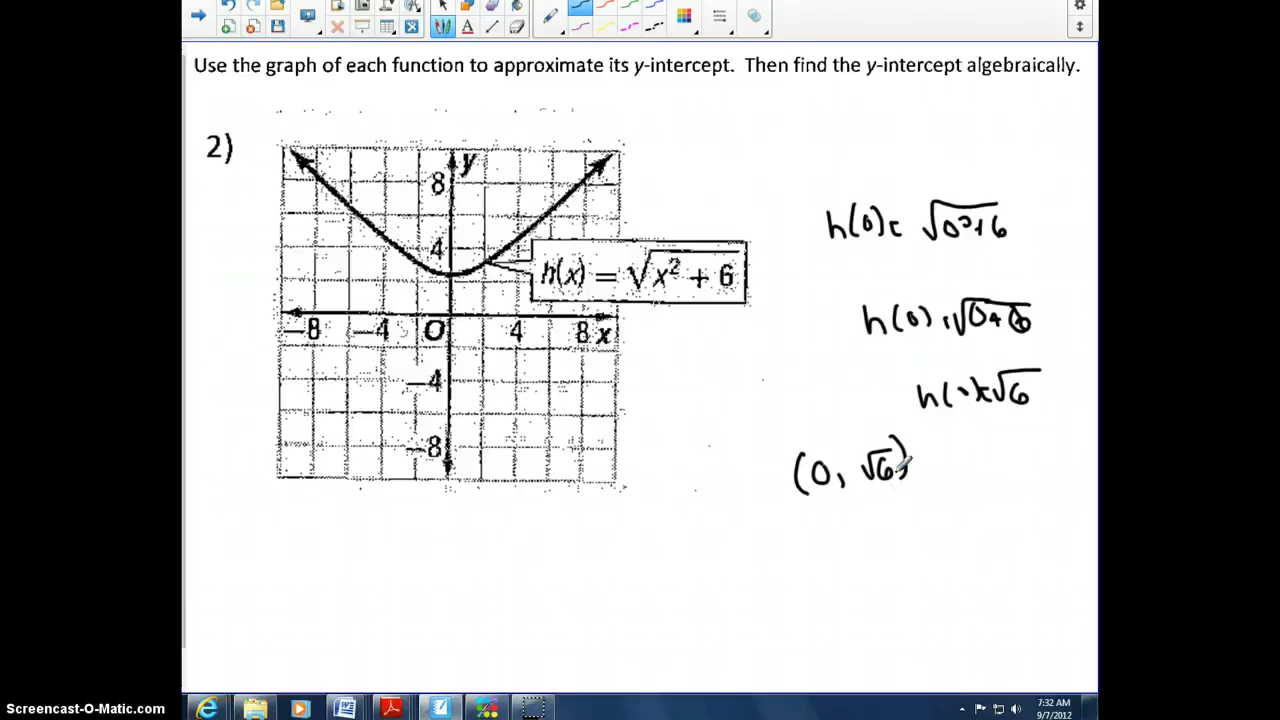 Use the graph of each function to approximate its y-intercept. Then find the y-intercept algebraically.
2)
y
8
4
h(x) = √x² + 6
-8 -4 O 4 8 x
-4
-8
h(0) = √0²+6
h(0) = √0+6
h(0) = √6
(0, √6)
Screencast-O-Matic.com
7:32 AM
9/7/2012